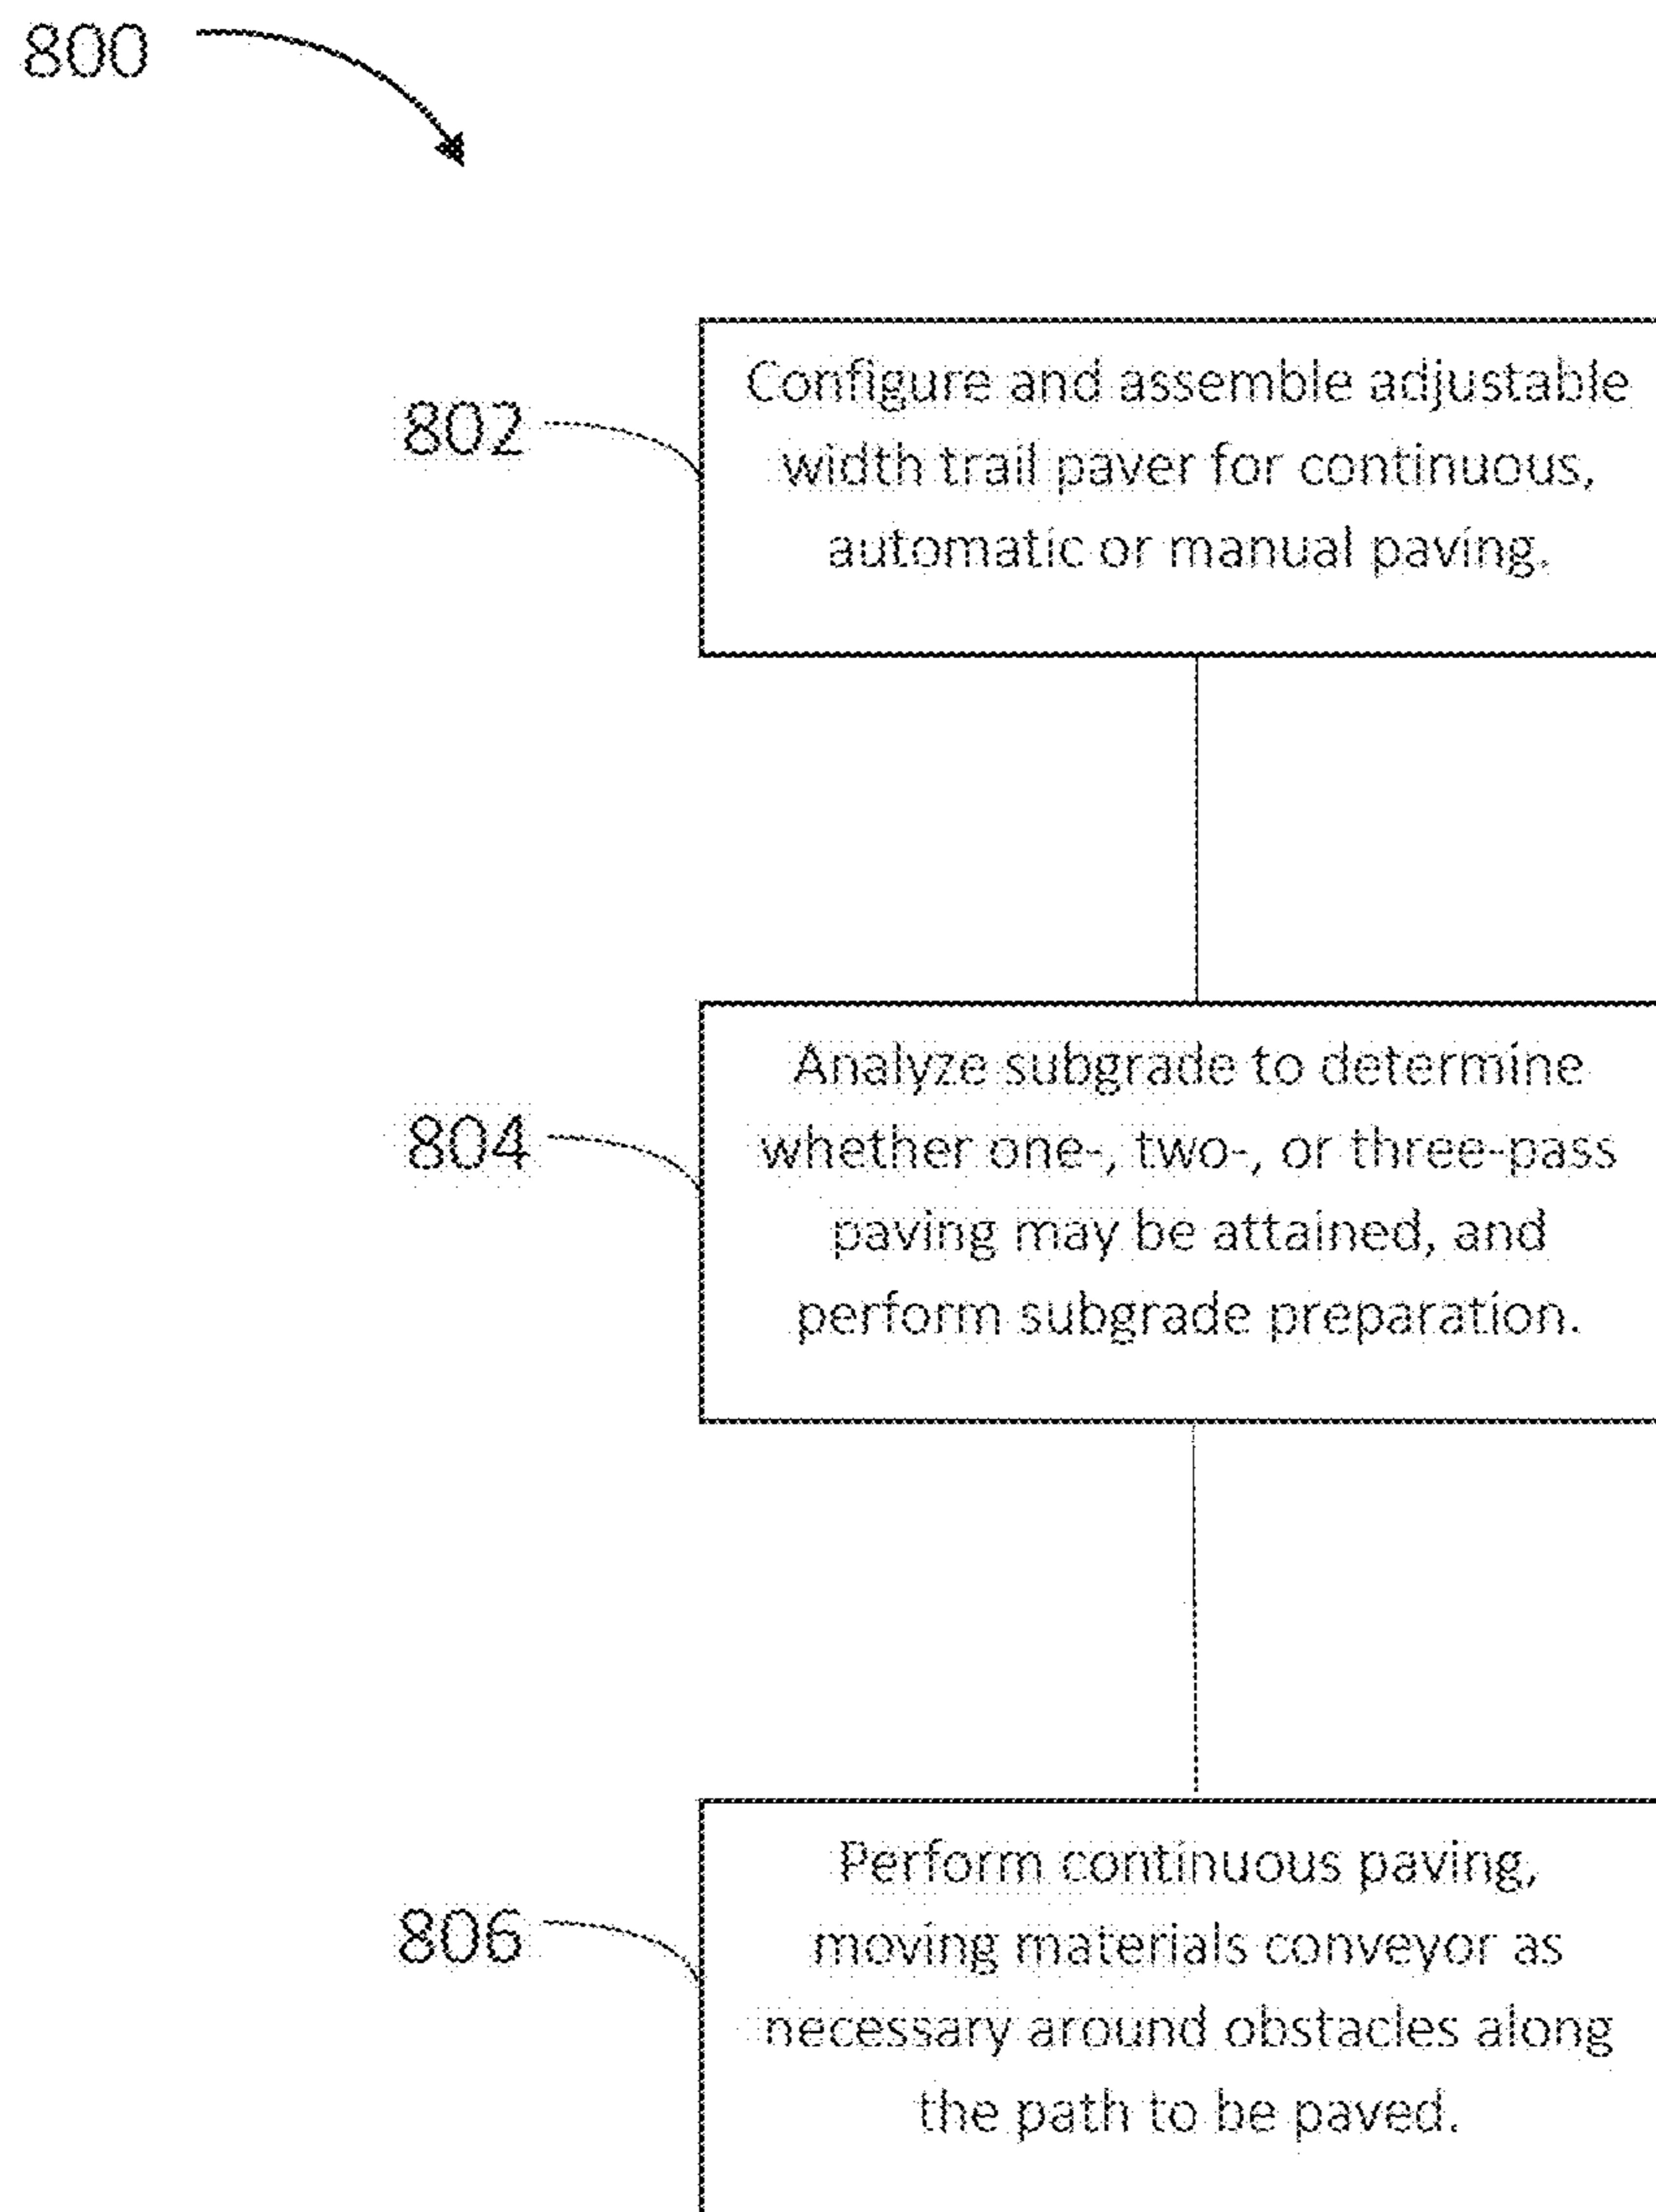 800
802
Configure and assemble adjustable
width trail paver for continuous,
automatic or manual paving.
804
Analyze subgrade to determine
whether one-, two-, or three-pass
paving may be attained, and
perform subgrade preparation.
806
Perform continuous paving,
moving materials conveyor as
necessary around obstacles along
the path to be paved.